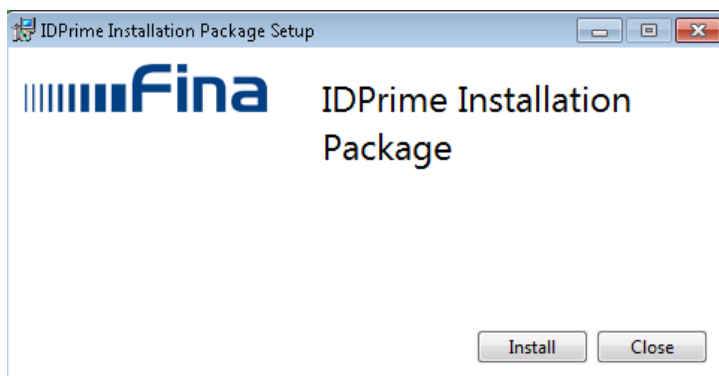 IDPrime Installation Package Setup
Fina
IDPrime Installation
Package
Install
Close